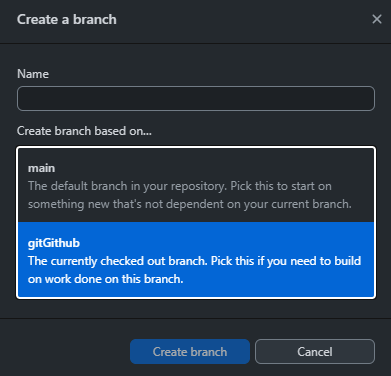 Create a branch
Name
Create branch based on...
main
The default branch in your repository. Pick this to start on
something new that's not dependent on your current branch.
gitGithub
The currently checked out branch. Pick this if you need to build
on work done on this branch.
Create branch
Cancel